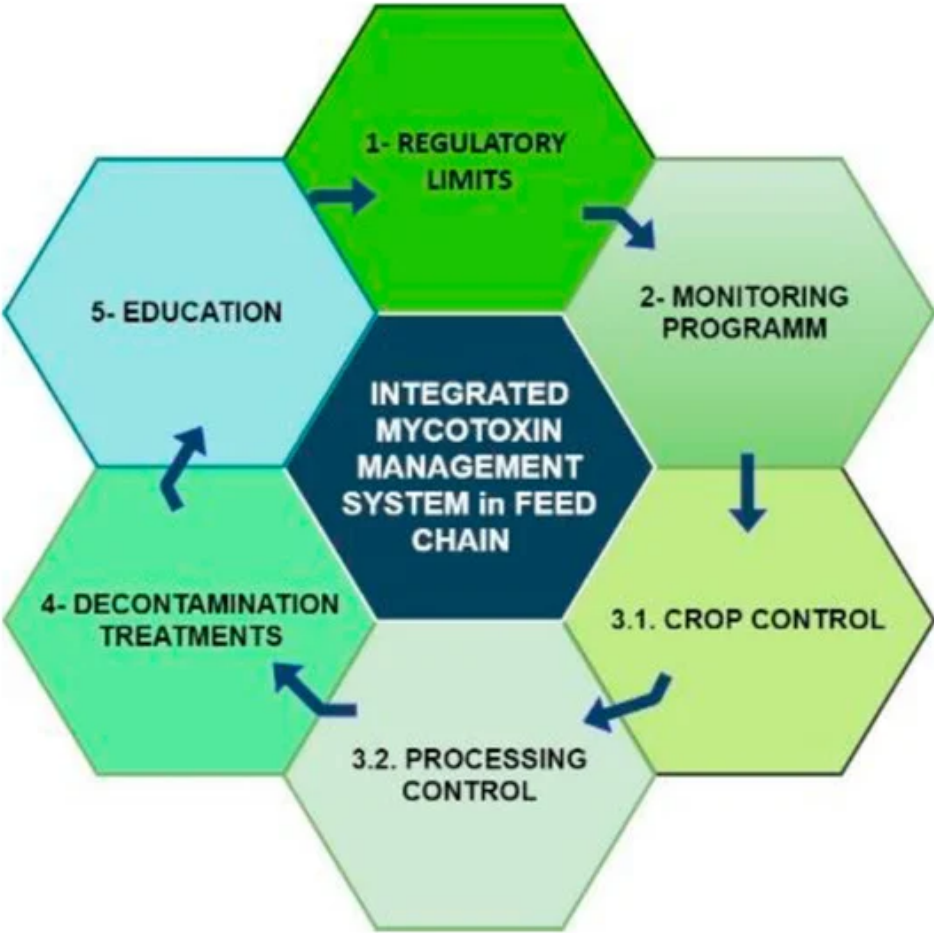 1- REGULATORY
LIMITS
2- MONITORING
PROGRAMM
3.1. CROP CONTROL
3.2. PROCESSING
CONTROL
4- DECONTAMINATION
TREATMENTS
5- EDUCATION
INTEGRATED
MYCOTOXIN
MANAGEMENT
SYSTEM in FEED
CHAIN